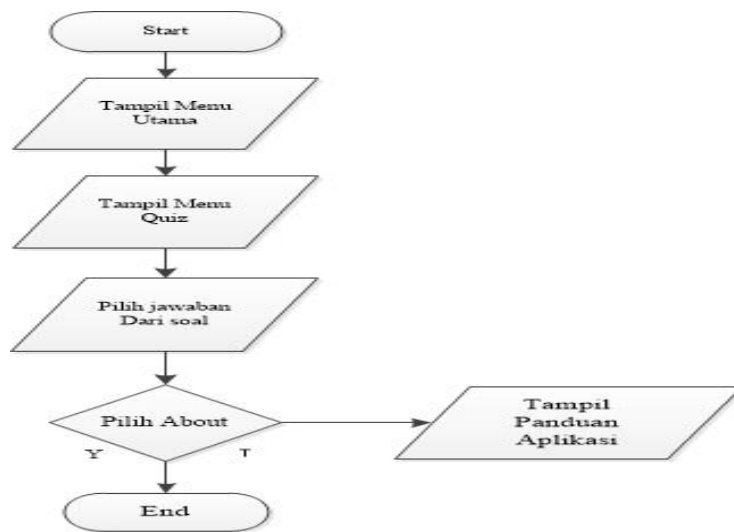 Start
Tampil Menu
Utama
Tampil Menu
Quiz
Pilih jawaban
Dari soal
Pilih About
Y
T
Tampil
Panduan
Aplikasi
End